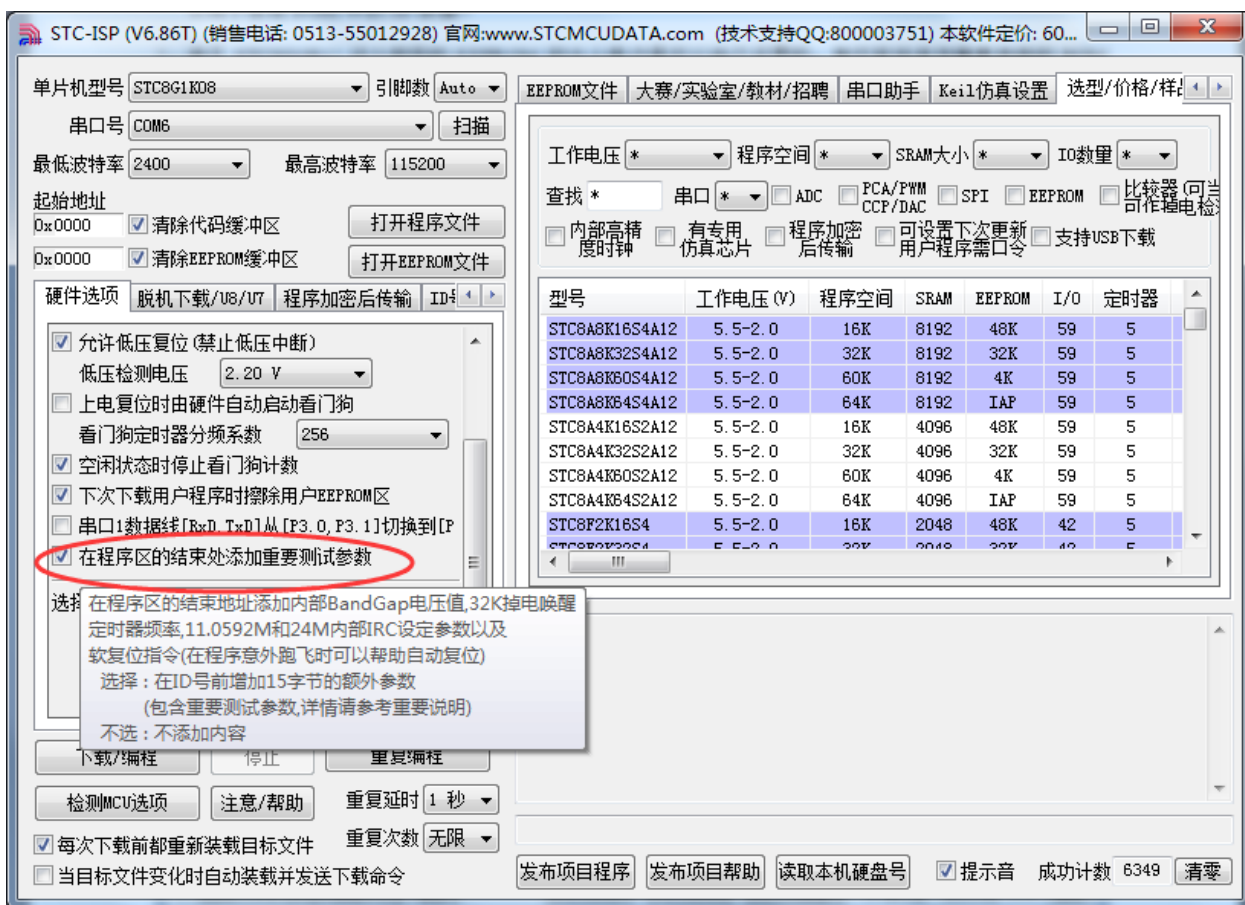 STC-ISP (V6.86T) (销售电话: 0513-55012928) 官网:www.STCMCUDATA.com (技术支持QQ:800003751) 本软件定价: 60...
单片机型号 STC8G1K08 引脚数 Auto
串口号 COM6 扫描
最低波特率 2400 最高波特率 115200
起始地址
0x0000 清除代码缓冲区 打开程序文件
0x0000 清除EEPROM缓冲区 打开EEPROM文件
硬件选项 脱机下载/U8/U7 程序加密后传输 ID号
允许低压复位(禁止低压中断)
低压检测电压 2.20 V
上电复位时由硬件自动启动看门狗
看门狗定时器分频系数 256
空闲状态时停止看门狗计数
下次下载用户程序时擦除用户EEPROM区
串口1数据线[RxD,TxD]从[P3.0,P3.1]切换到[P
在程序区的结束处添加重要测试参数
选择
在程序区的结束地址添加内部BandGap电压值,32K掉电唤醒
定时器频率,11.0592M和24M内部IRC设定参数以及
软复位指令(在程序意外跑飞时可以帮助自动复位)
选择:在ID号前增加15字节的额外参数
(包含重要测试参数,详情请参考重要说明)
不选:不添加内容
下载/编程 停止 重复编程
检测MCU选项 注意/帮助 重复延时 1 秒
每次下载前都重新装载目标文件 重复次数 无限
当目标文件变化时自动装载并发送下载命令
EEPROM文件 大赛/实验室/教材/招聘 串口助手 Keil仿真设置 选型/价格/样品
工作电压 * 程序空间 * SRAM大小 * IO数量 *
查找 * 串口 * ADC PCA/PWM CCP/DAC SPI EEPROM 比较器(可当可作掉电检
内部高精度时钟 有专用仿真芯片 程序加密后传输 可设置下次更新用户程序需口令 支持USB下载
型号 工作电压(V) 程序空间 SRAM EEPROM I/O 定时器
STC8A8K16S4A12 5.5-2.0 16K 8192 48K 59 5
STC8A8K32S4A12 5.5-2.0 32K 8192 32K 59 5
STC8A8K60S4A12 5.5-2.0 60K 8192 4K 59 5
STC8A8K64S4A12 5.5-2.0 64K 8192 IAP 59 5
STC8A4K16S2A12 5.5-2.0 16K 4096 48K 59 5
STC8A4K32S2A12 5.5-2.0 32K 4096 32K 59 5
STC8A4K60S2A12 5.5-2.0 60K 4096 4K 59 5
STC8A4K64S2A12 5.5-2.0 64K 4096 IAP 59 5
STC8F2K16S4 5.5-2.0 16K 2048 48K 42 5
STC8F2K32S4 5.5-2.0 32K 2048 32K 42 5
发布项目程序 发布项目帮助 读取本机硬盘号 提示音 成功计数 6349 清零